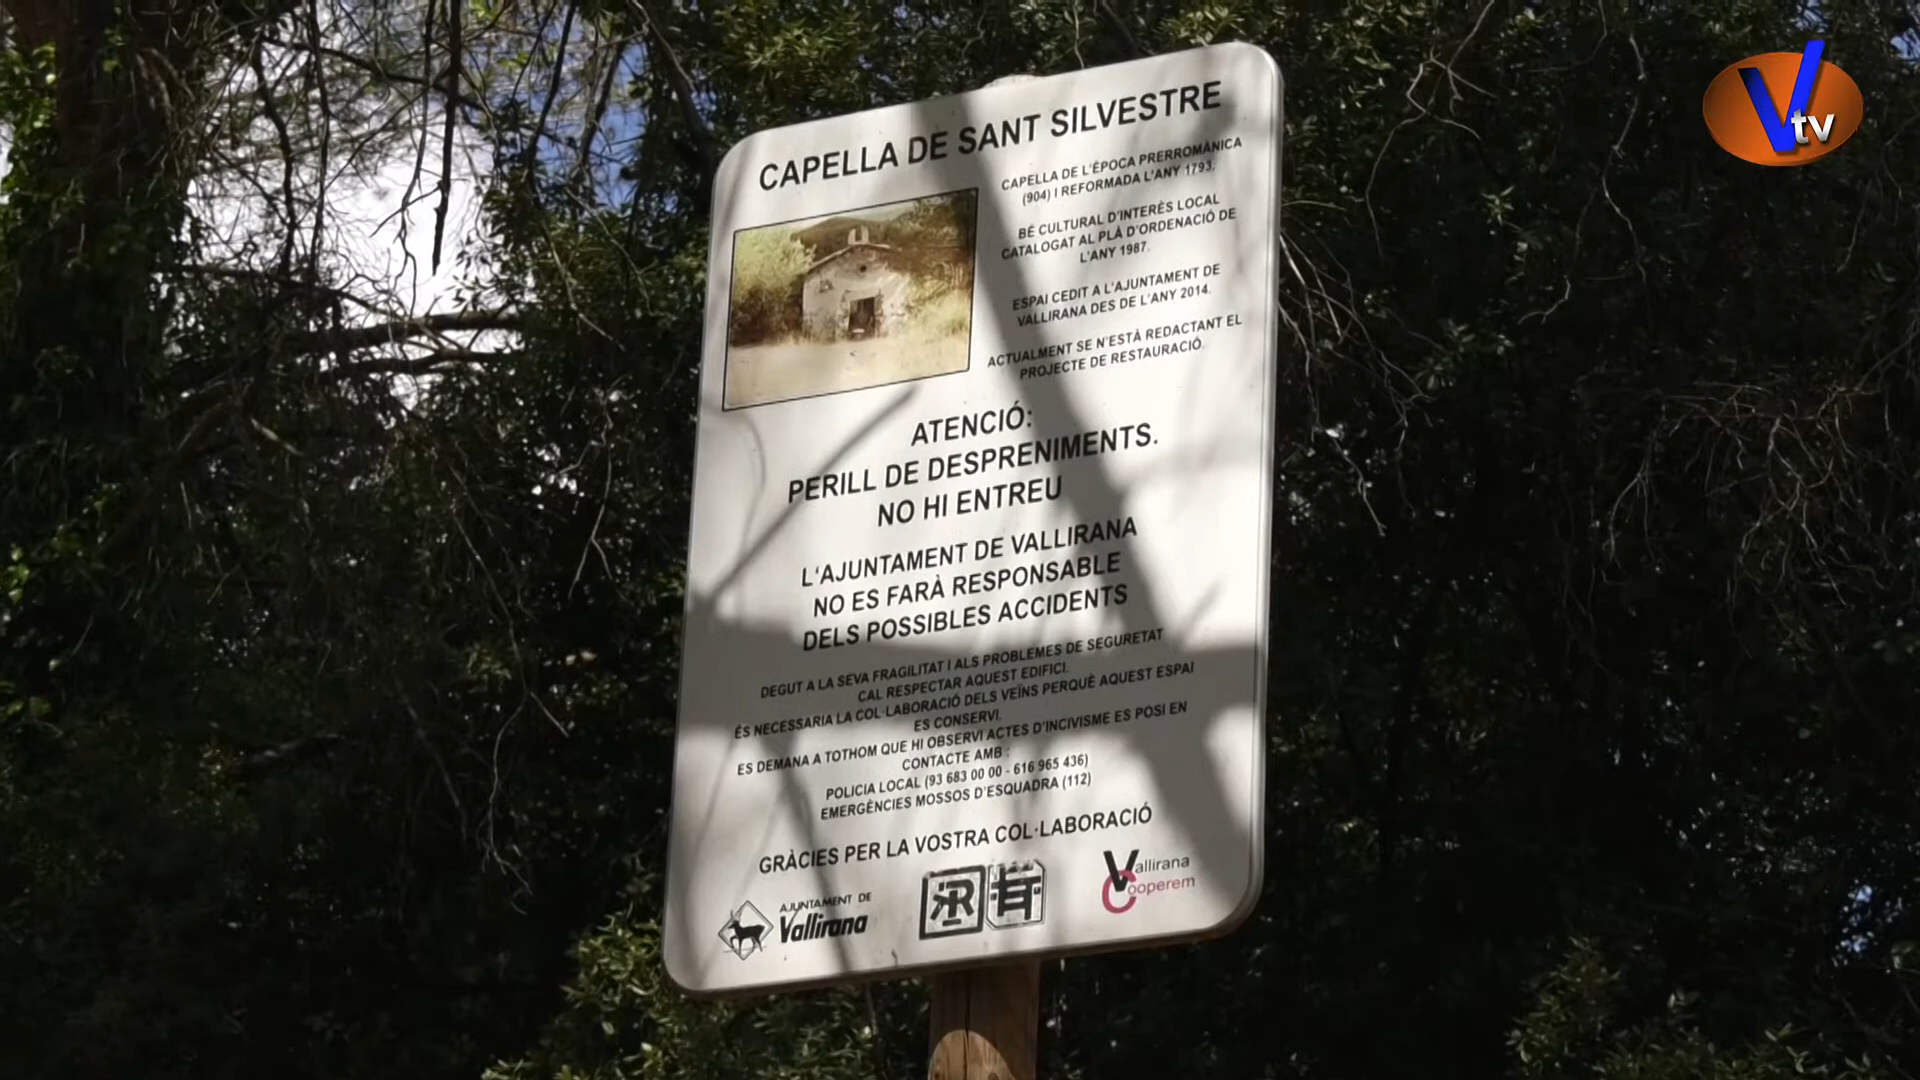 CAPELLA DE SANT SILVESTRE
CAPELLA DE L'ÈPOCA PRERROMÀNICA
(904) I REFORMADA L'ANY 1793.
BÉ CULTURAL D'INTERÈS LOCAL
CATALOGAT AL PLÀ D'ORDENACIÓ DE
L'ANY 1987.
ESPAI CEDIT A L'AJUNTAMENT DE
VALLIRANA DES DE L'ANY 2014.
ACTUALMENT SE N'ESTÀ REDACTANT EL
PROJECTE DE RESTAURACIÓ.
ATENCIÓ:
PERILL DE DESPRENIMENTS.
NO HI ENTREU
L'AJUNTAMENT DE VALLIRANA
NO ES FARÀ RESPONSABLE
DELS POSSIBLES ACCIDENTS
DEGUT A LA SEVA FRAGILITAT I ALS PROBLEMES DE SEGURETAT
CAL RESPECTAR AQUEST EDIFICI.
ÉS NECESSARIA LA COL·LABORACIÓ DELS VEÏNS PERQUÈ AQUEST ESPAI
ES CONSERVI.
ES DEMANA A TOTHOM QUE HI OBSERVI ACTES D'INCIVISME ES POSI EN
CONTACTE AMB :
POLICIA LOCAL (93 683 00 00 - 616 965 436)
EMERGÈNCIES MOSSOS D'ESQUADRA (112)
GRÀCIES PER LA VOSTRA COL·LABORACIÓ
AJUNTAMENT DE
Vallirana
Vallirana
Cooperem
Vtv